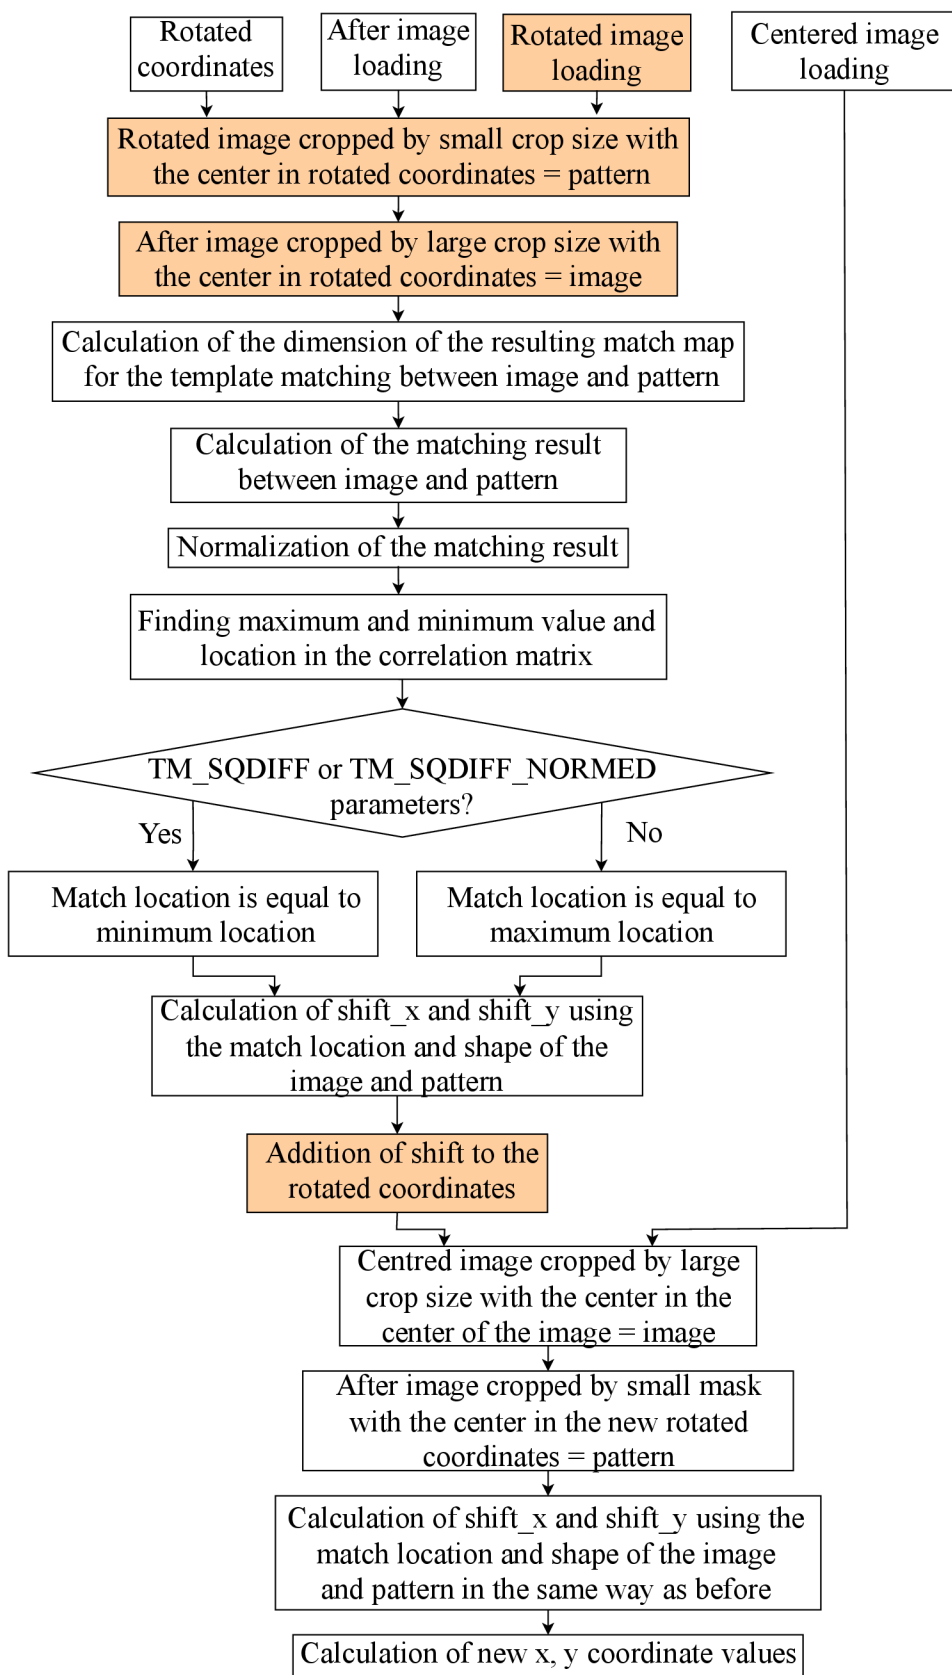 Rotated
coordinates
After image
loading
Rotated image
loading
Centered image
loading
Rotated image cropped by small crop size with
the center in rotated coordinates = pattern
After image cropped by large crop size with
the center in rotated coordinates = image
Calculation of the dimension of the resulting match map
for the template matching between image and pattern
Calculation of the matching result
between image and pattern
Normalization of the matching result
Finding maximum and minimum value and
location in the correlation matrix
TM_SQDIFF or TM_SQDIFF_NORMED
parameters?
Yes
No
Match location is equal to
minimum location
Match location is equal to
maximum location
Calculation of shift_x and shift_y using
the match location and shape of the
image and pattern
Addition of shift to the
rotated coordinates
Centred image cropped by large
crop size with the center in the
center of the image = image
After image cropped by small mask
with the center in the new rotated
coordinates = pattern
Calculation of shift_x and shift_y using the
match location and shape of the image
and pattern in the same way as before
Calculation of new x, y coordinate values